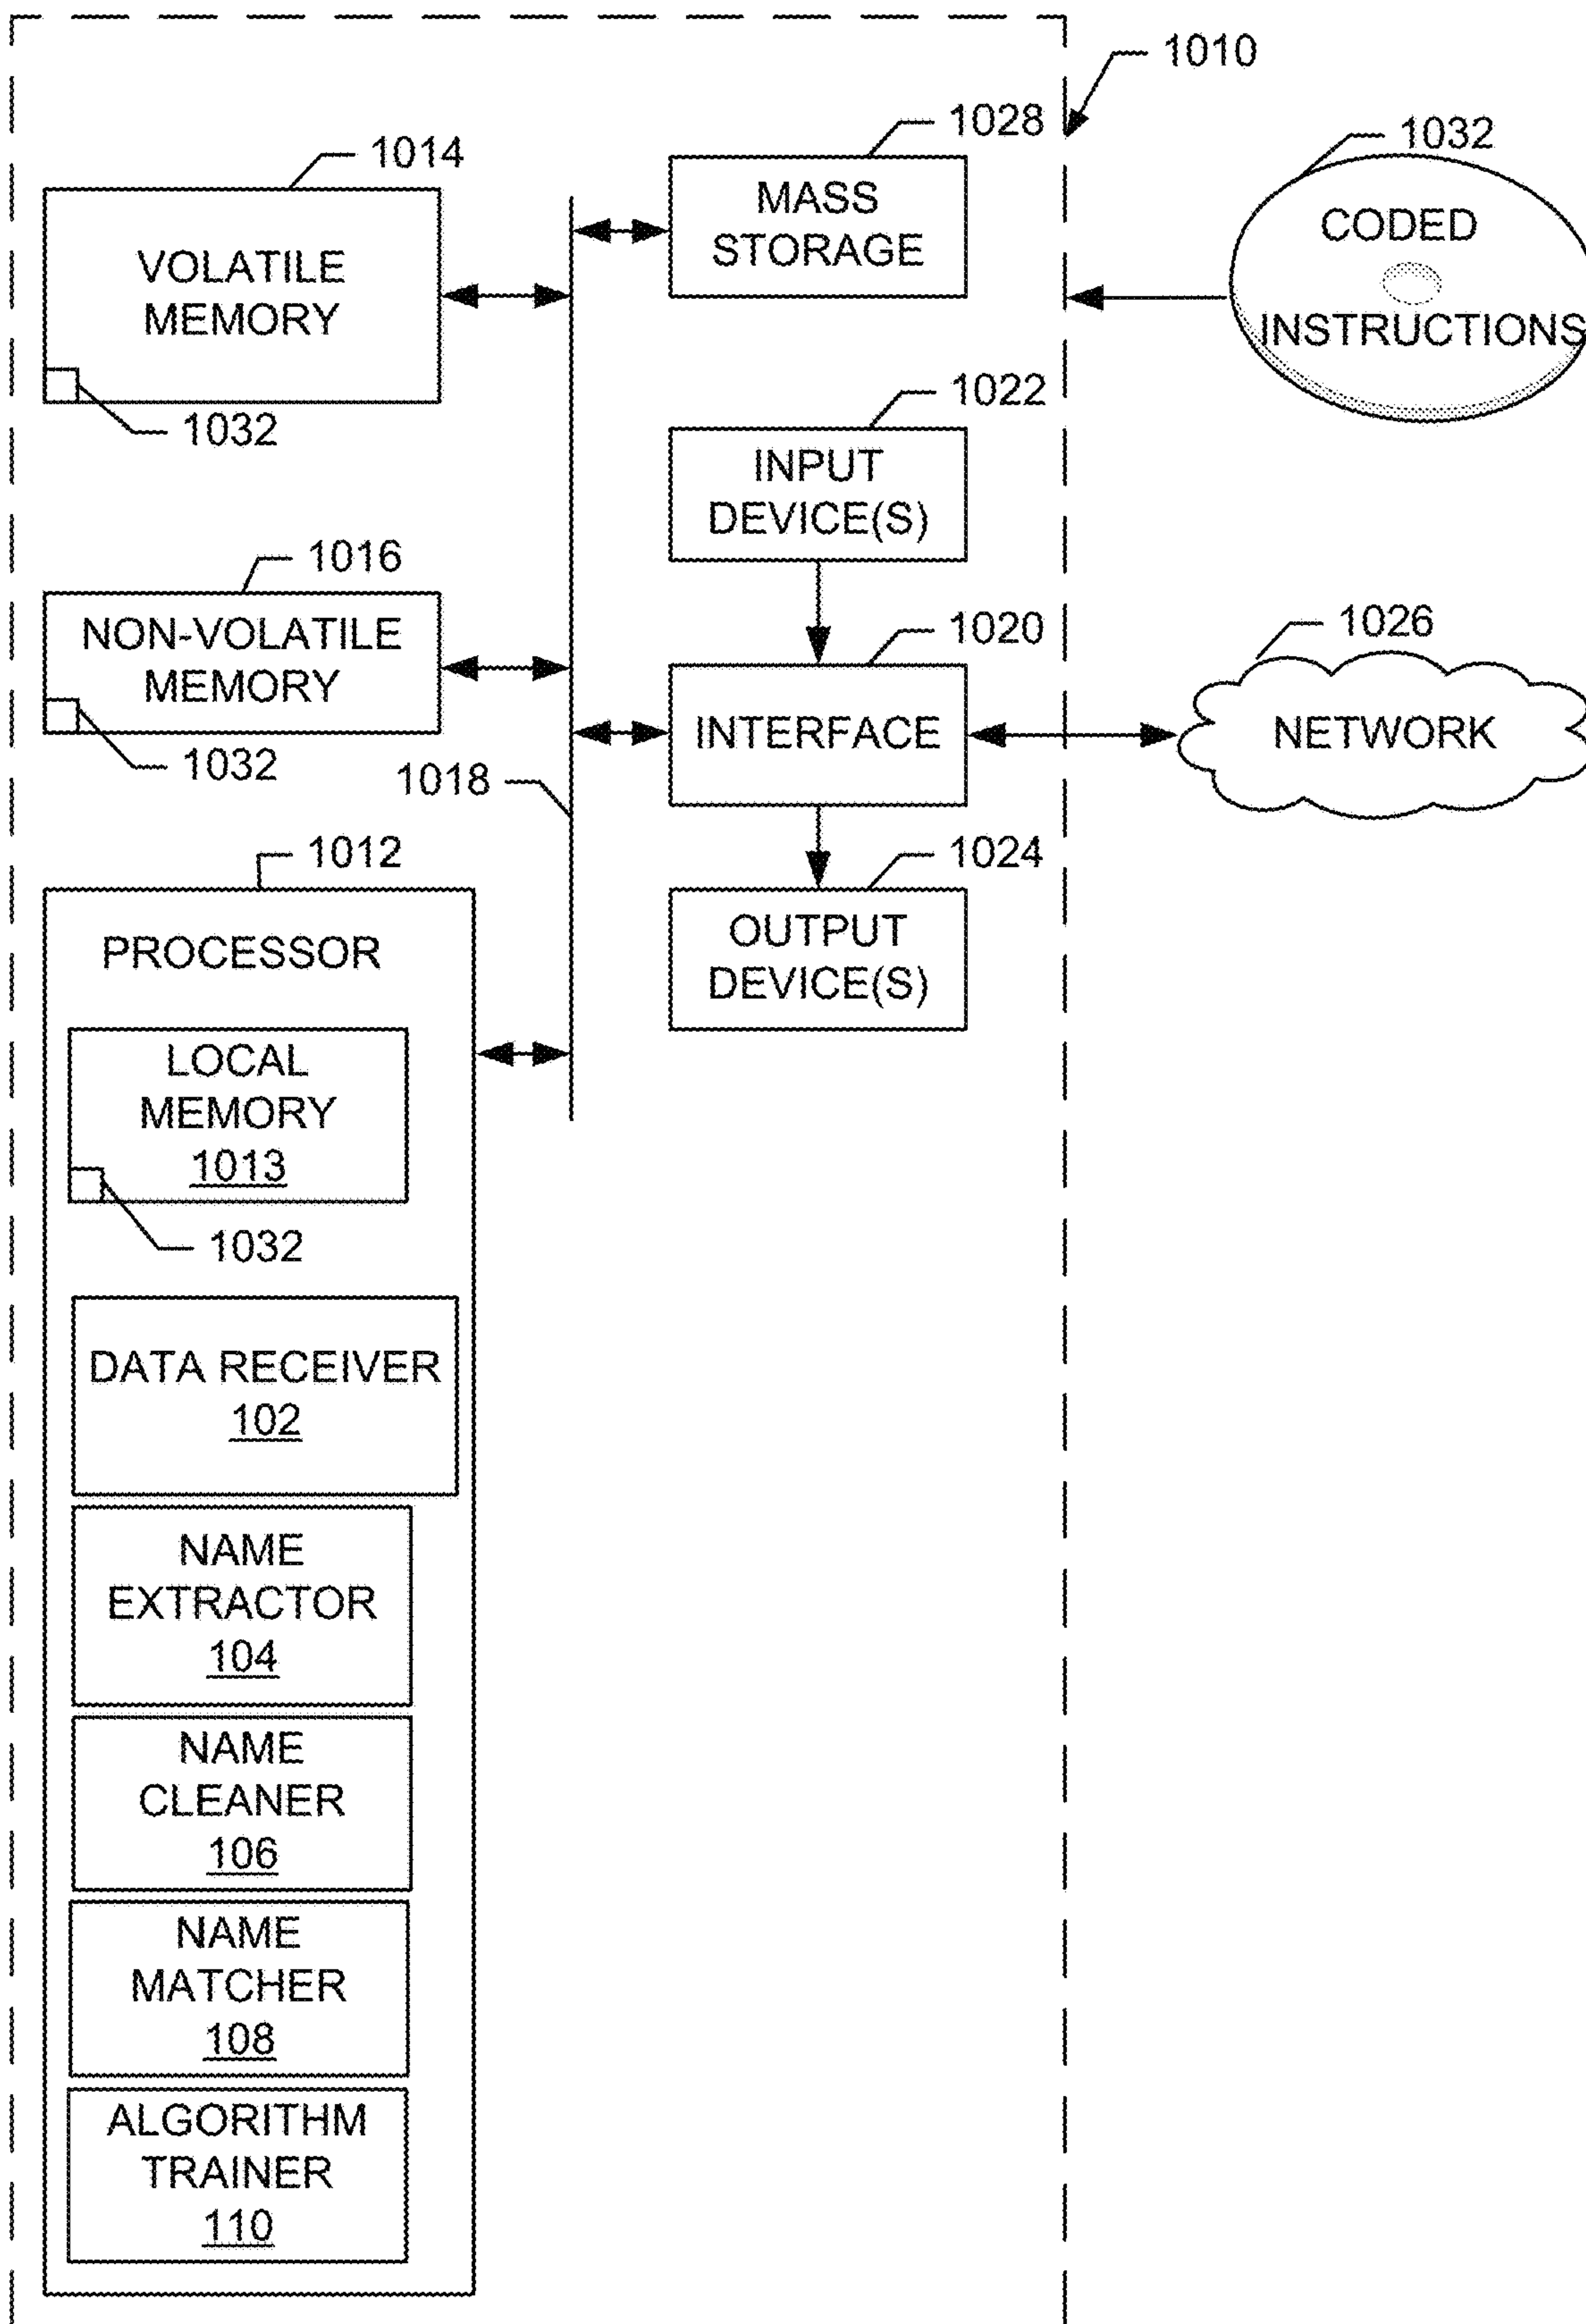 1010
1028
1032
1014
MASS
STORAGE
CODED
INSTRUCTIONS
VOLATILE
MEMORY
1032
1022
INPUT
DEVICE(S)
1016
NON-VOLATILE
MEMORY
1032
1020
1026
INTERFACE
NETWORK
1018
1012
1024
PROCESSOR
OUTPUT
DEVICE(S)
LOCAL
MEMORY
1013
1032
DATA RECEIVER
102
NAME
EXTRACTOR
104
NAME
CLEANER
106
NAME
MATCHER
108
ALGORITHM
TRAINER
110